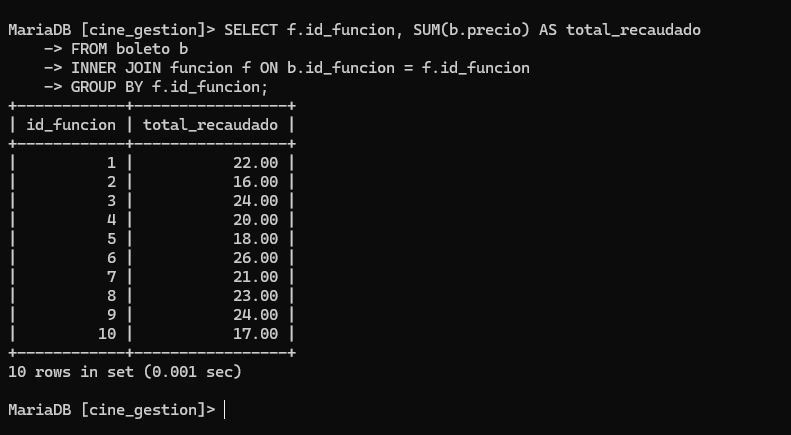 MariaDB [cine_gestion]> SELECT f.id_funcion, SUM(b.precio) AS total_recaudado
    -> FROM boleto b
    -> INNER JOIN funcion f ON b.id_funcion = f.id_funcion
    -> GROUP BY f.id_funcion;
+------------+-----------------+
| id_funcion | total_recaudado |
+------------+-----------------+
|          1 |           22.00 |
|          2 |           16.00 |
|          3 |           24.00 |
|          4 |           20.00 |
|          5 |           18.00 |
|          6 |           26.00 |
|          7 |           21.00 |
|          8 |           23.00 |
|          9 |           24.00 |
|         10 |           17.00 |
+------------+-----------------+
10 rows in set (0.001 sec)
MariaDB [cine_gestion]>